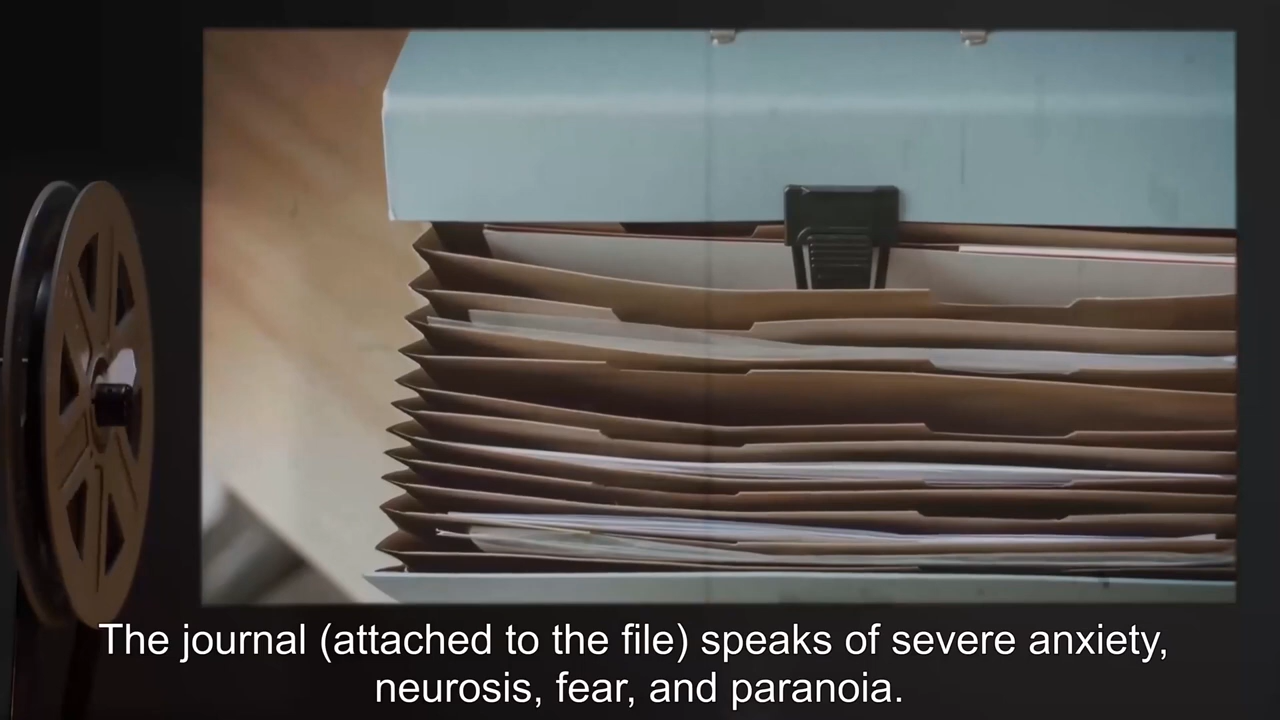 The journal (attached to the file) speaks of severe anxiety,
neurosis, fear, and paranoia.